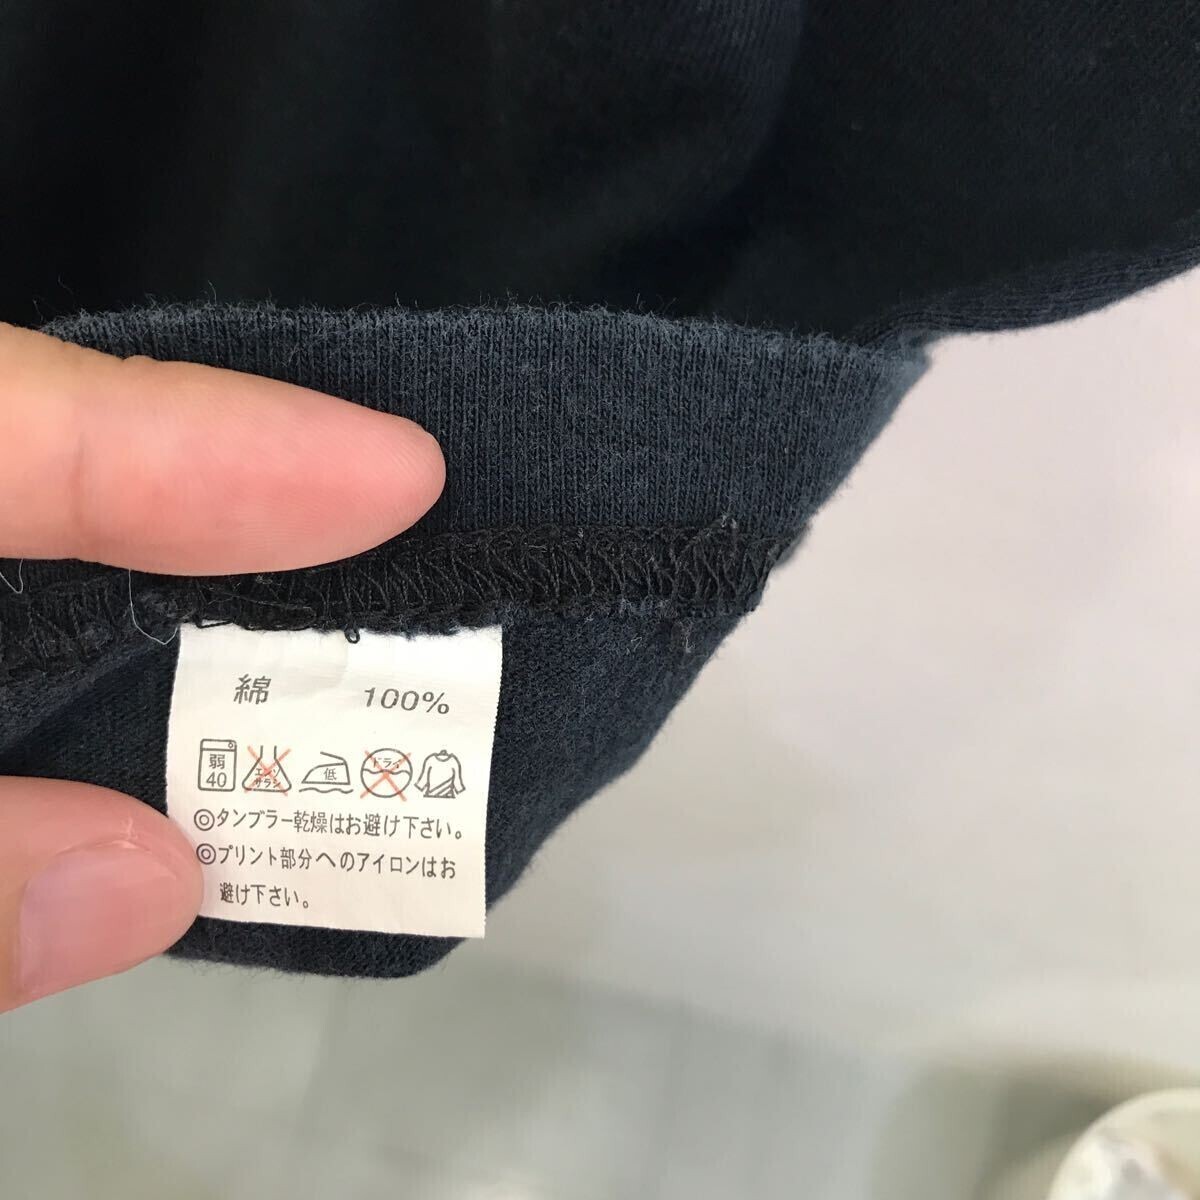 綿 100%
弱 40 エンソ サラシ 低 ドライ
◎タンブラー乾燥はお避け下さい。
◎プリント部分へのアイロンはお
避け下さい。